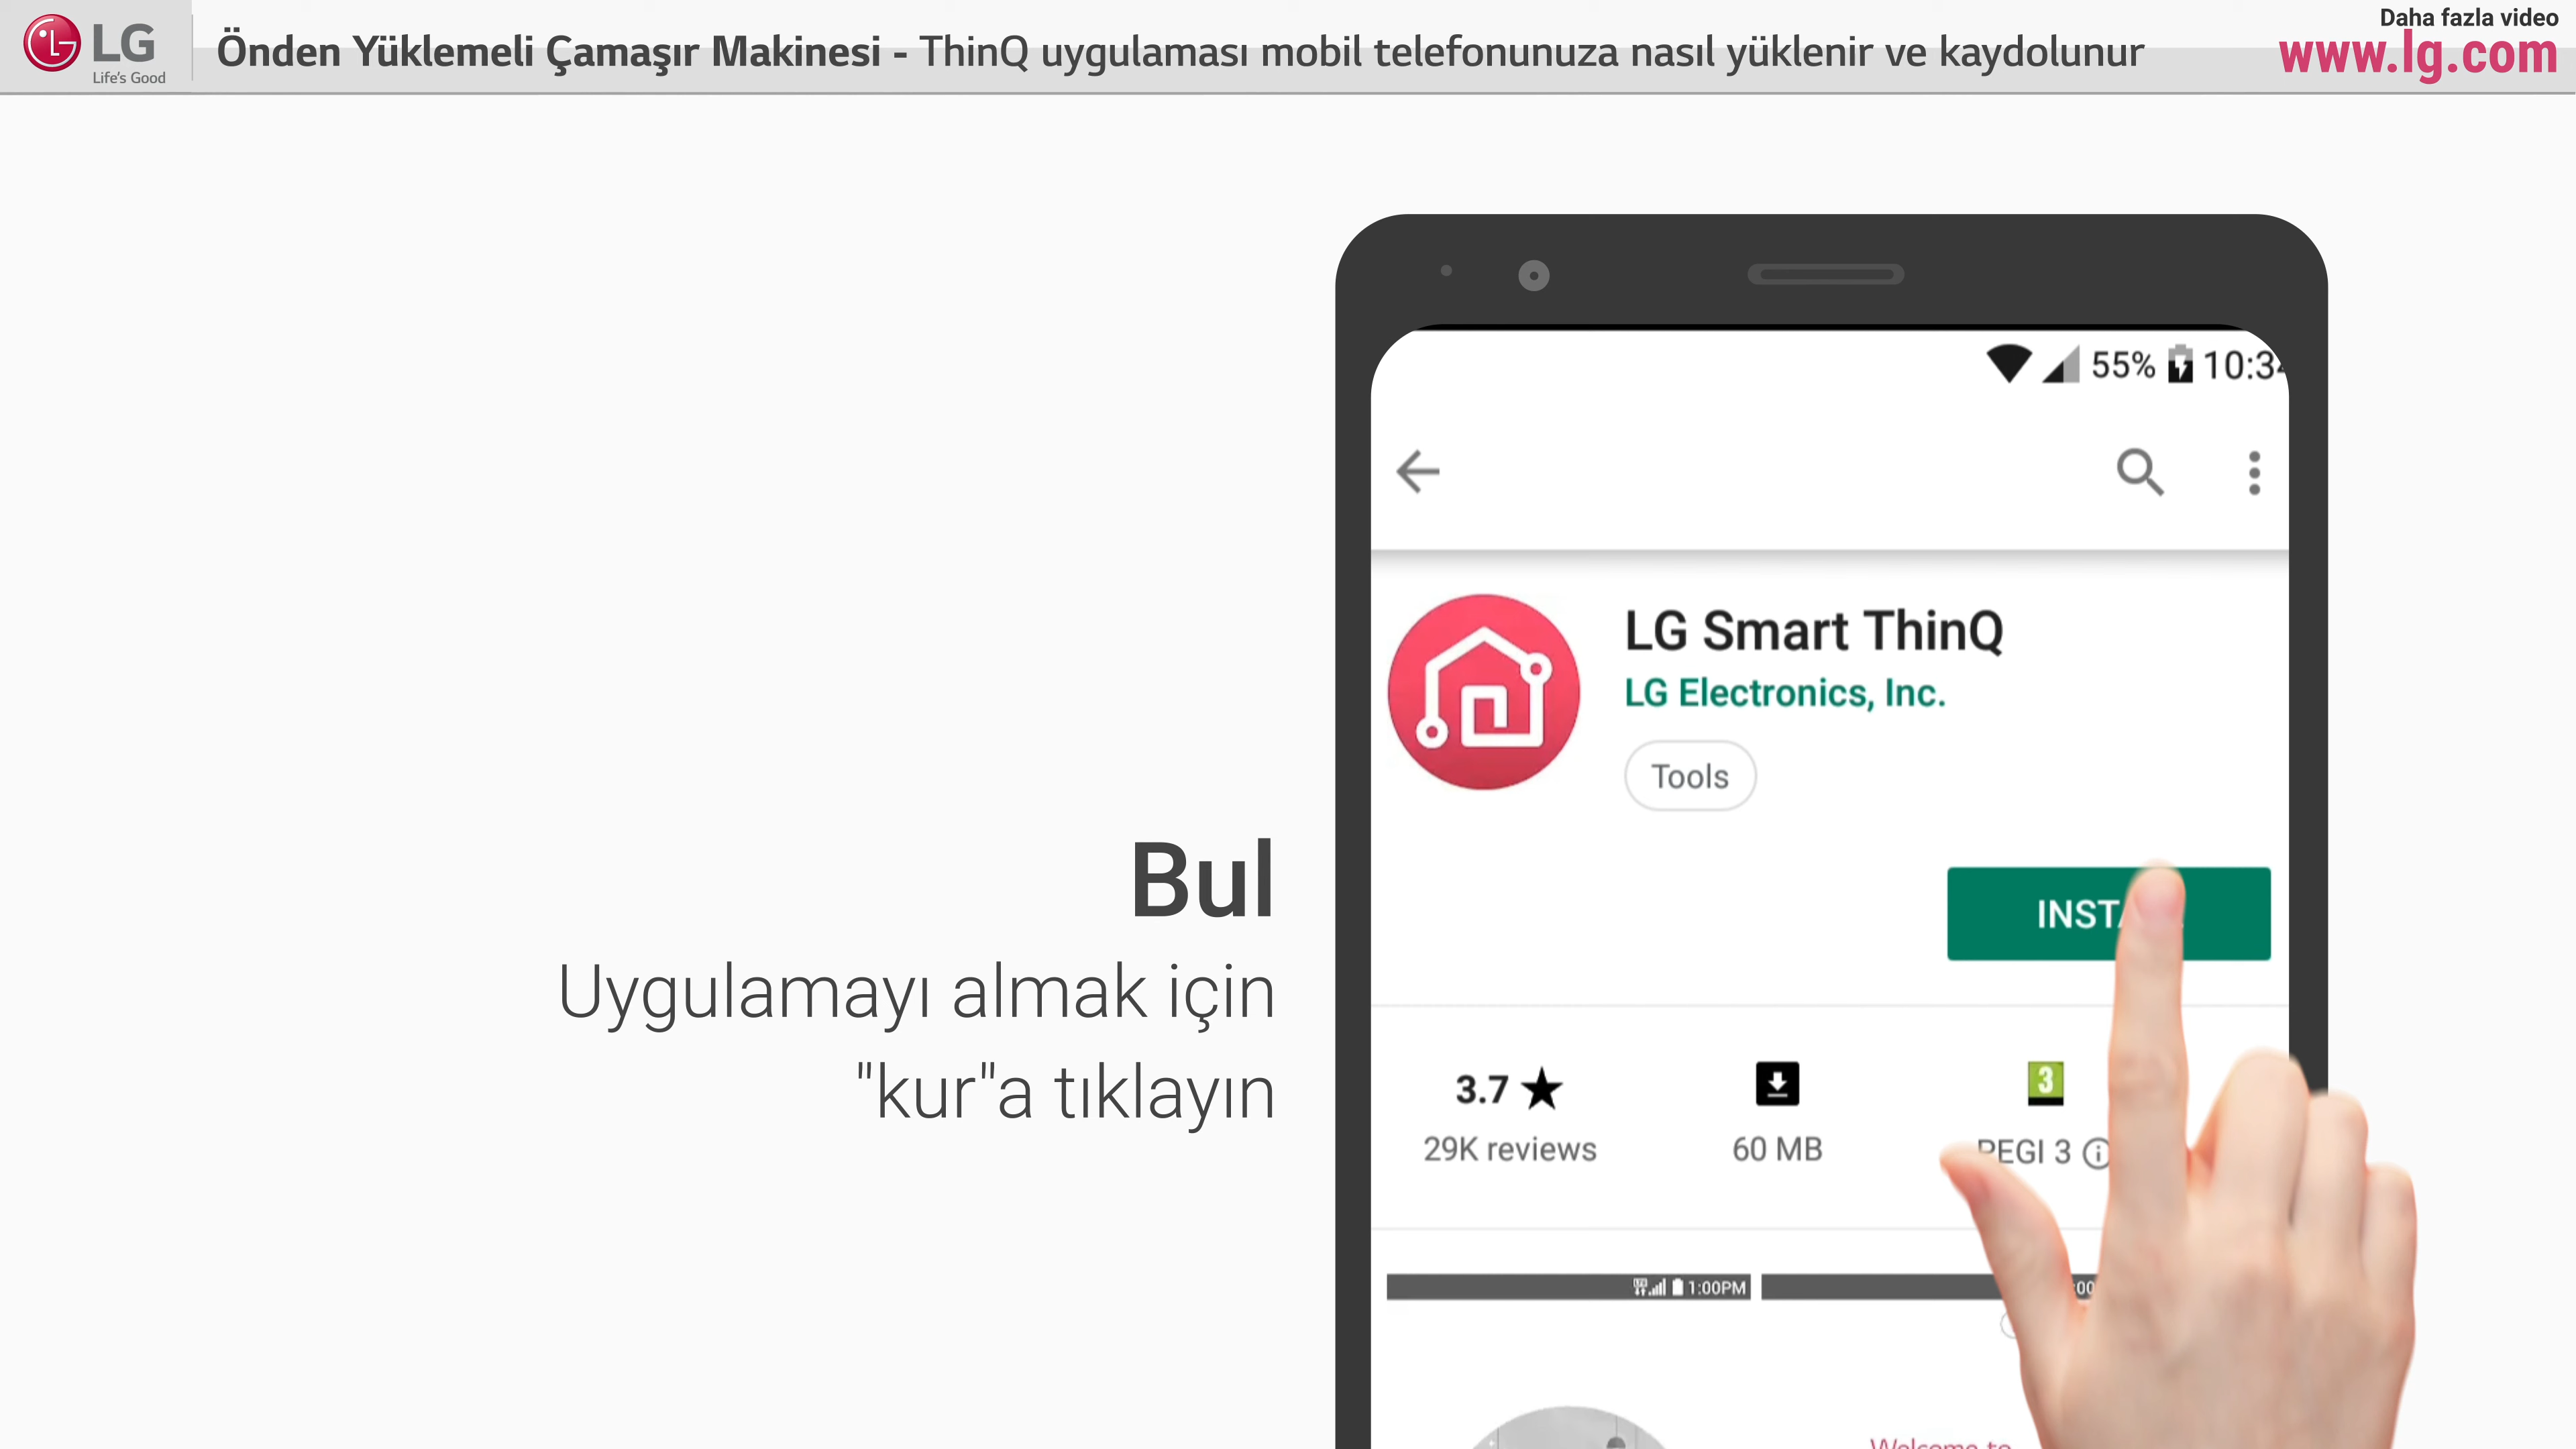 LG
Life's Good
Önden Yüklemeli Çamaşır Makinesi - ThinQ uygulaması mobil telefonunuza nasıl yüklenir ve kaydolunur
Daha fazla video
www.lg.com
Bul
Uygulamayı almak için
"kur"a tıklayın
55%
LG Smart ThinQ
LG Electronics, Inc.
Tools
3.7 ★
29K reviews
60 MB
3
PEGI 3
1:00PM